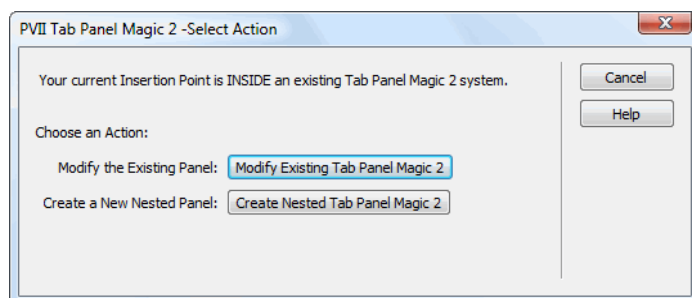 PVII Tab Panel Magic 2 -Select Action
Your current Insertion Point is INSIDE an existing Tab Panel Magic 2 system.
Cancel
Help
Choose an Action:
Modify the Existing Panel: Modify Existing Tab Panel Magic 2
Create a New Nested Panel: Create Nested Tab Panel Magic 2